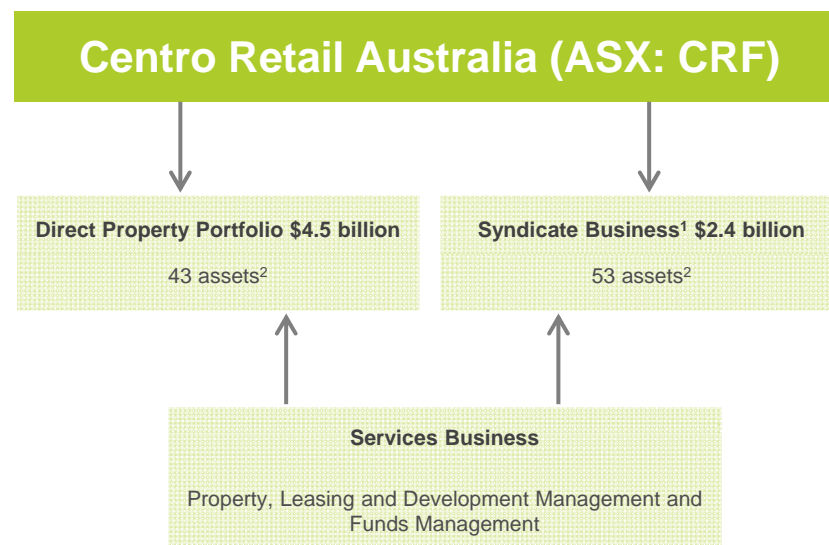 Centro Retail Australia (ASX: CRF)
Direct Property Portfolio $4.5 billion
43 assets²
Syndicate Business¹ $2.4 billion
53 assets²
Services Business
Property, Leasing and Development Management and
Funds Management